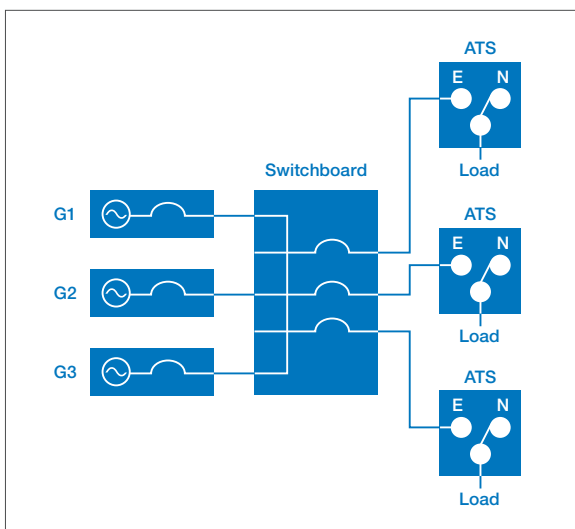 ATS
E N
Load
Switchboard
G1
ATS
E N
G2
Load
G3
ATS
E N
Load